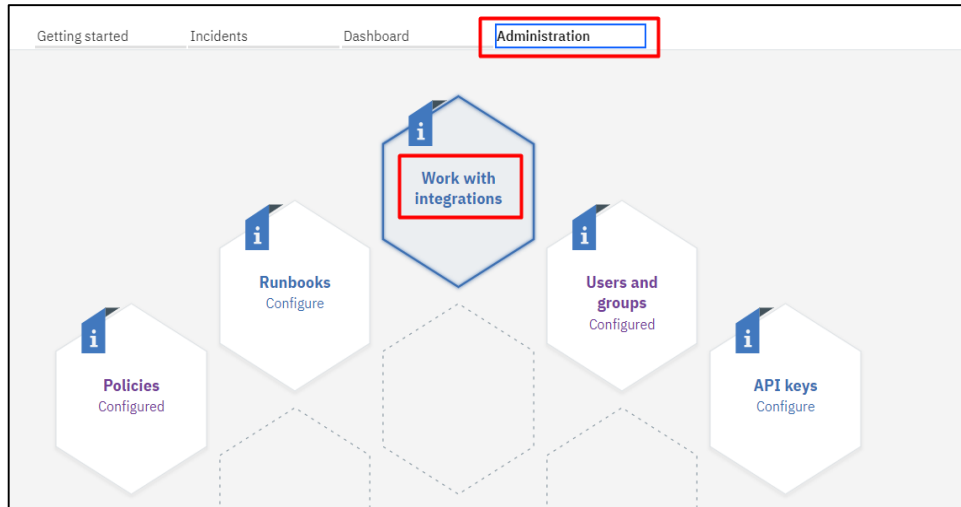 Getting started Incidents Dashboard Administration
i
Work with
integrations
i
Runbooks
Configure
i
Users and
groups
Configured
i
Policies
Configured
i
API keys
Configure